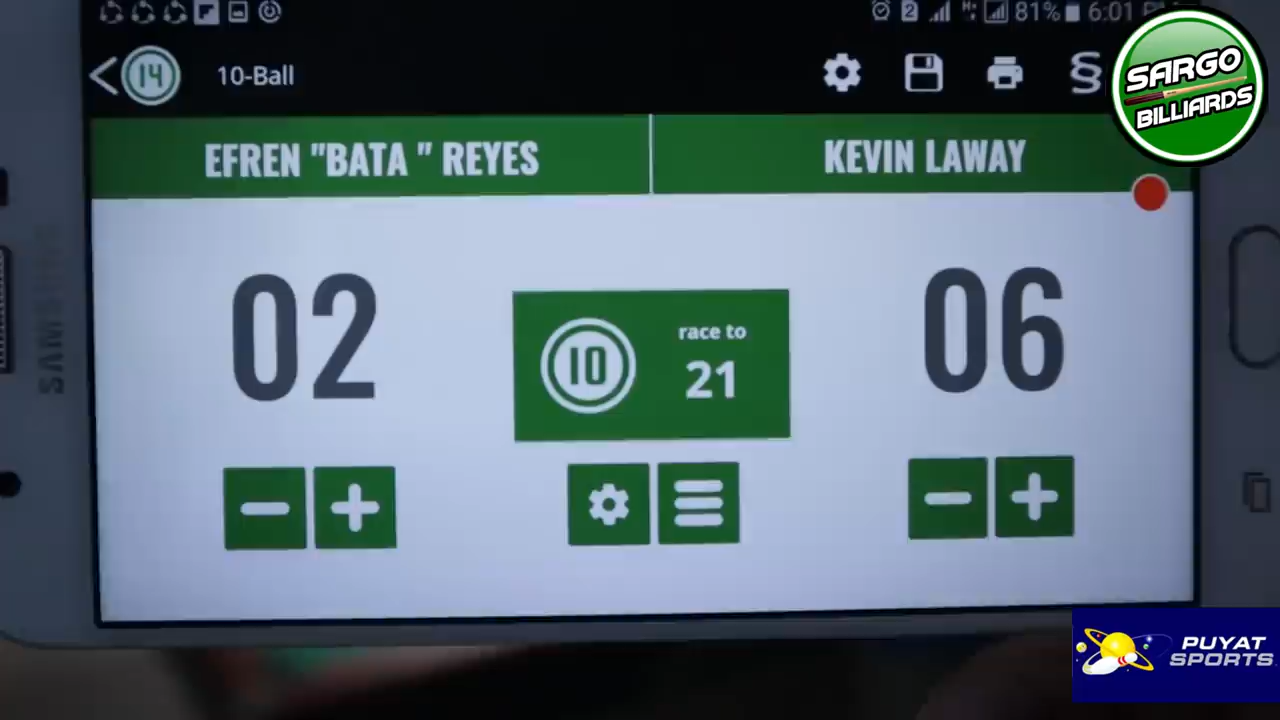 81% 6:01
14 10-Ball §
SARGO
BILLIARDS
EFREN "BATA " REYES KEVIN LAWAY
02 06
10 race to
21
SAMSUNG
PUYAT
SPORTS